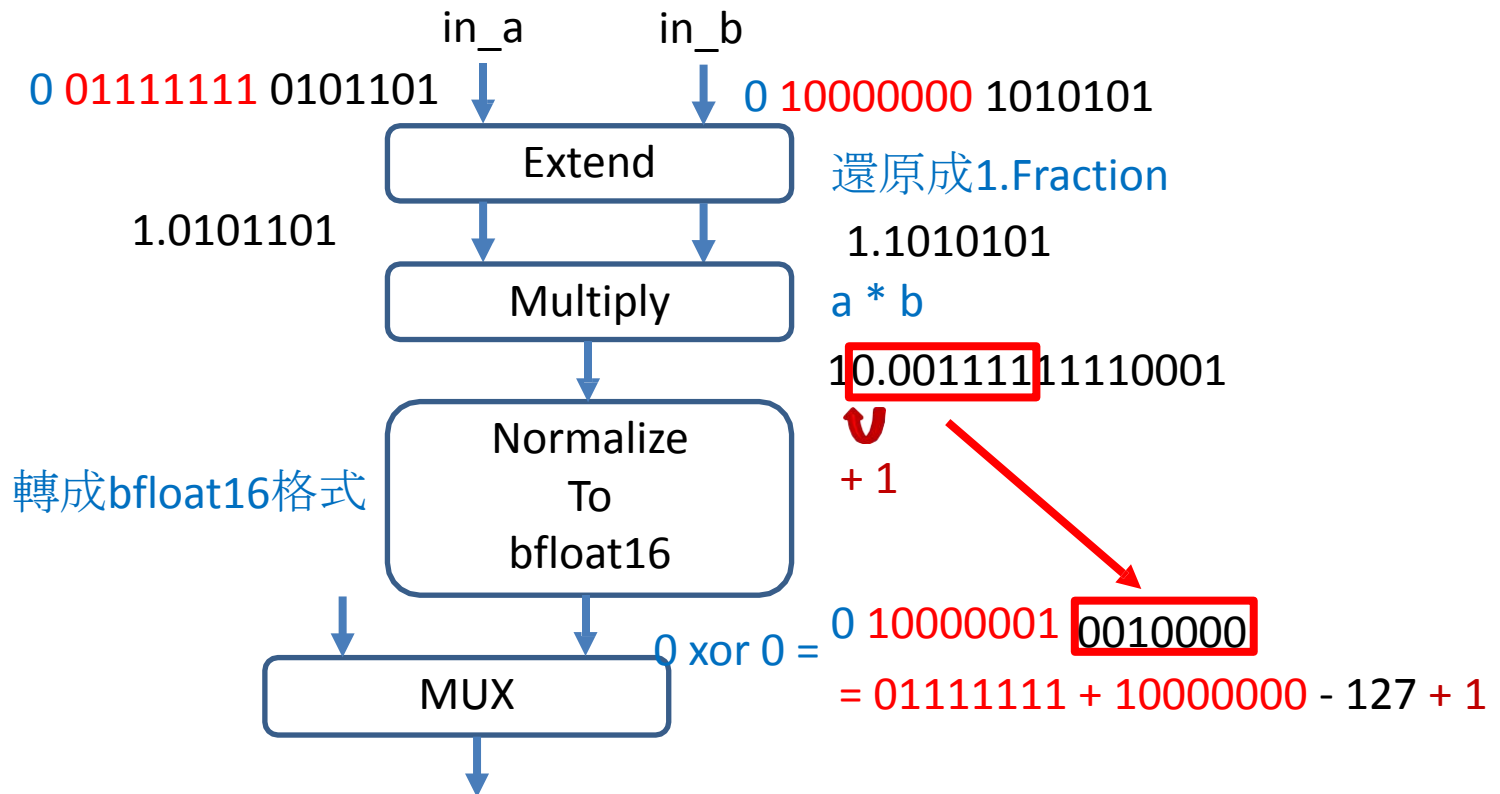 in_a
in_b
0 01111111 0101101
0 10000000 1010101
Extend
還原成1.Fraction
1.0101101
1.1010101
Multiply
a * b
10.00111111110001
+ 1
Normalize
To
bfloat16
轉成bfloat16格式
0 xor 0 =
0 10000001 0010000
= 01111111 + 10000000 - 127 + 1
MUX